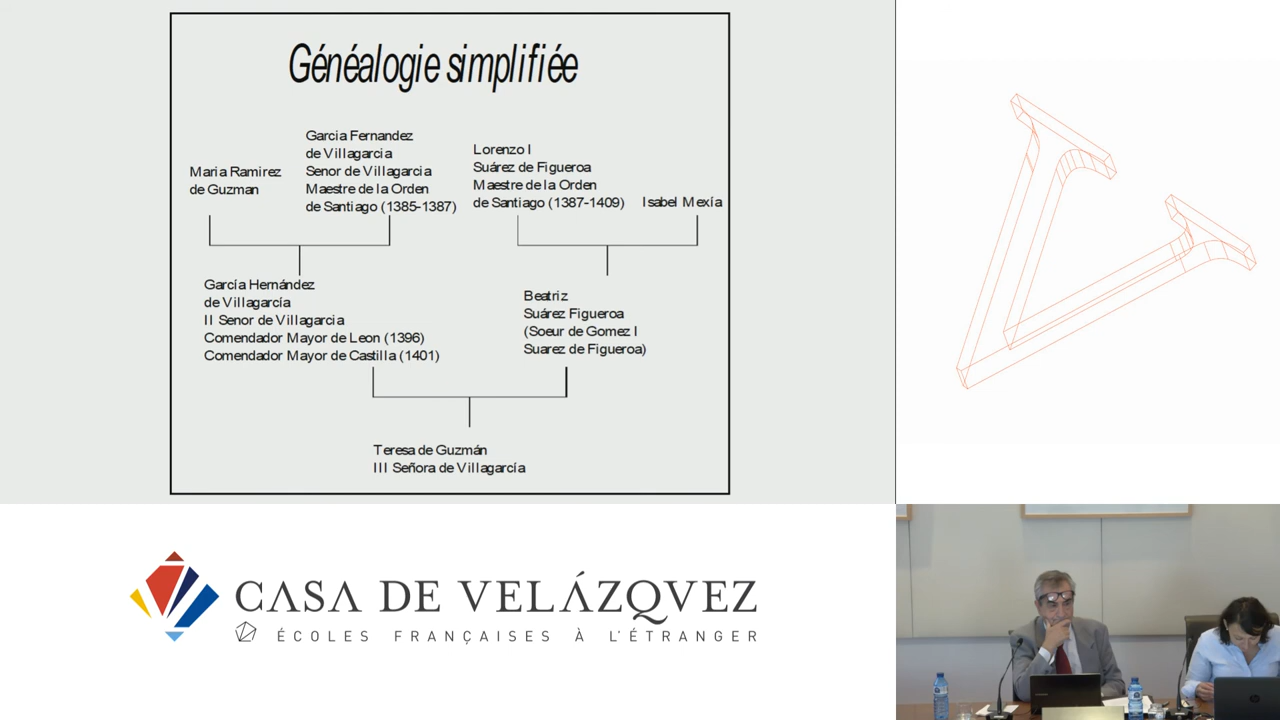 Généalogie simplifiée
Maria Ramirez
de Guzman
Garcia Fernandez
de Villagarcia
Senor de Villagarcia
Maestre de la Orden
de Santiago (1385-1387)
Lorenzo I
Suárez de Figueroa
Maestre de la Orden
de Santiago (1387-1409)
Isabel Mexía
García Hernández
de Villagarcía
II Senor de Villagarcia
Comendador Mayor de Leon (1396)
Comendador Mayor de Castilla (1401)
Beatriz
Suárez Figueroa
(Soeur de Gomez I
Suarez de Figueroa)
Teresa de Guzmán
III Señora de Villagarcía
CASA DE VELÁZQVEZ
ÉCOLES FRANÇAISES À L'ÉTRANGER